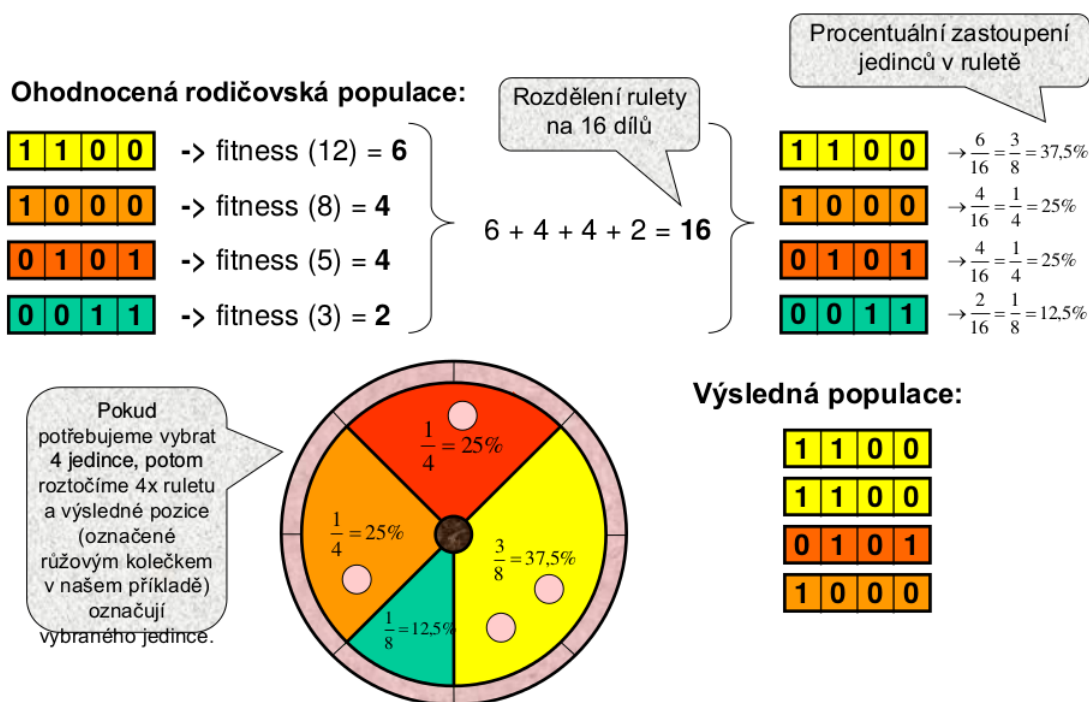 Procentuální zastoupení
jedinců v ruletě
Ohodnocená rodičovská populace:
Rozdělení rulety
na 16 dílů
1 1 0 0 -> fitness (12) = 6
1 0 0 0 -> fitness (8) = 4
0 1 0 1 -> fitness (5) = 4
0 0 1 1 -> fitness (3) = 2
6 + 4 + 4 + 2 = 16
1 1 0 0 → 6/16 = 3/8 = 37,5%
1 0 0 0 → 4/16 = 1/4 = 25%
0 1 0 1 → 4/16 = 1/4 = 25%
0 0 1 1 → 2/16 = 1/8 = 12,5%
Pokud
potřebujeme vybrat
4 jedince, potom
roztočíme 4x ruletu
a výsledné pozice
(označené
růžovým kolečkem
v našem příkladě)
označují
vybraného jedince.
1/4 = 25%
1/4 = 25%
3/8 = 37,5%
1/8 = 12,5%
Výsledná populace:
1 1 0 0
1 1 0 0
0 1 0 1
1 0 0 0